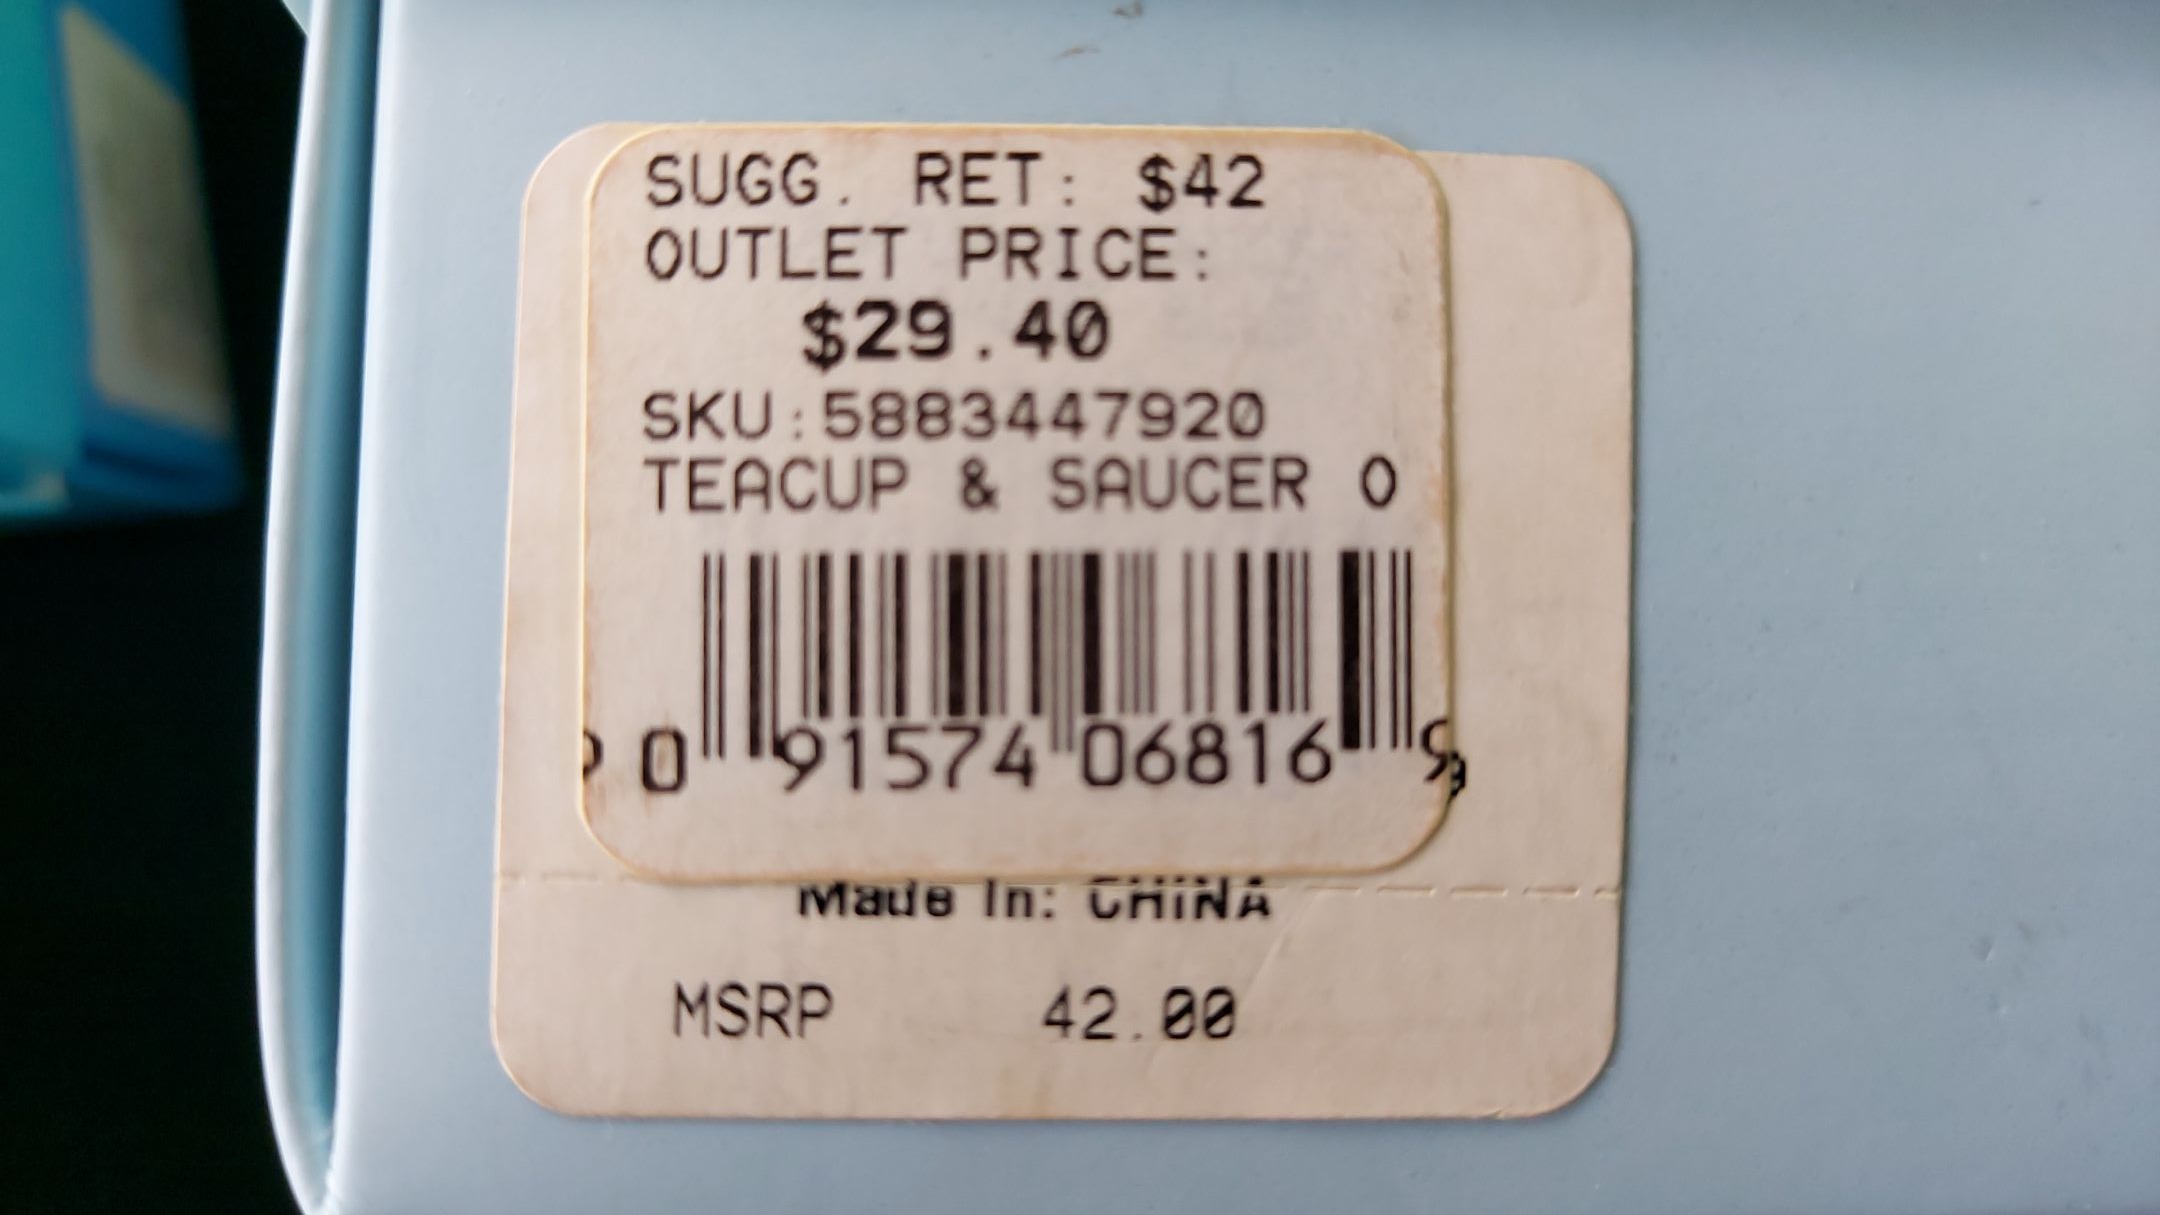 SUGG. RET: $42
OUTLET PRICE:
$29.40
SKU:5883447920
TEACUP & SAUCER O
0 91574 06816 9
Made In: CHINA
MSRP 42.00